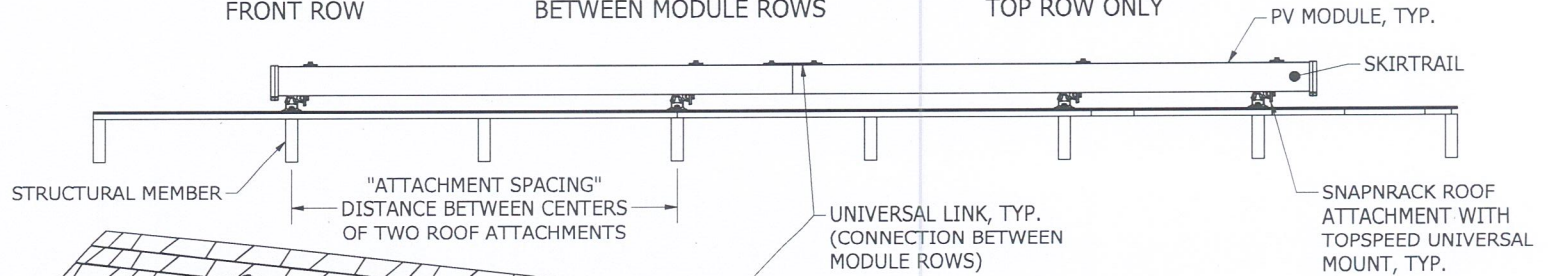 FRONT ROW
BETWEEN MODULE ROWS
TOP ROW ONLY
PV MODULE, TYP.
SKIRTRAIL
STRUCTURAL MEMBER
"ATTACHMENT SPACING"
DISTANCE BETWEEN CENTERS
OF TWO ROOF ATTACHMENTS
UNIVERSAL LINK, TYP.
(CONNECTION BETWEEN
MODULE ROWS)
SNAPNRACK ROOF
ATTACHMENT WITH
TOPSPEED UNIVERSAL
MOUNT, TYP.